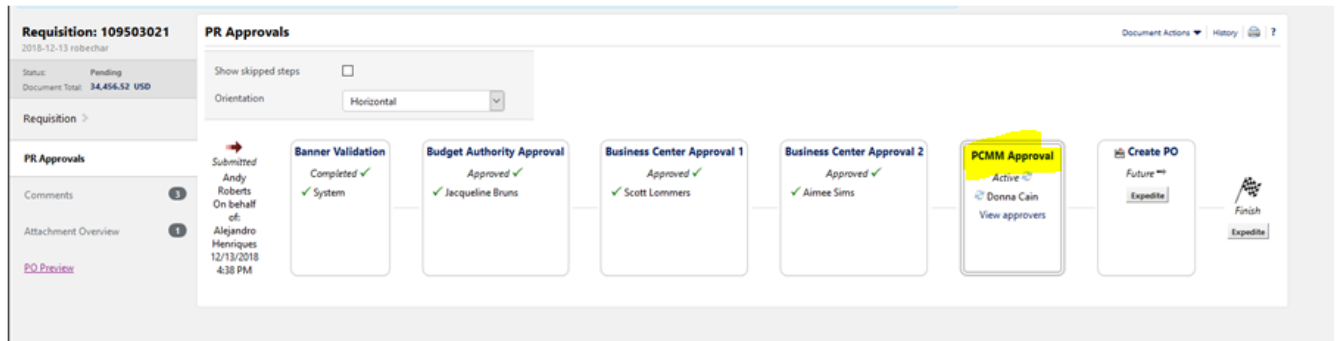 Requisition: 109503021
2018-12-13 robechar
Status: Pending
Document Total: 34,456.52 USD
Requisition >
PR Approvals
Comments 3
Attachment Overview 1
PO Preview
PR Approvals
Document Actions ▼ | History | ?
Show skipped steps
Orientation Horizontal
Submitted
Andy
Roberts
On behalf
of:
Alejandro
Henriques
12/13/2018
4:38 PM
Banner Validation
Completed ✓
✓ System
Budget Authority Approval
Approved ✓
✓ Jacqueline Bruns
Business Center Approval 1
Approved ✓
✓ Scott Lommers
Business Center Approval 2
Approved ✓
✓ Aimee Sims
PCMM Approval
Active
Donna Cain
View approvers
Create PO
Future
Expedite
Finish
Expedite